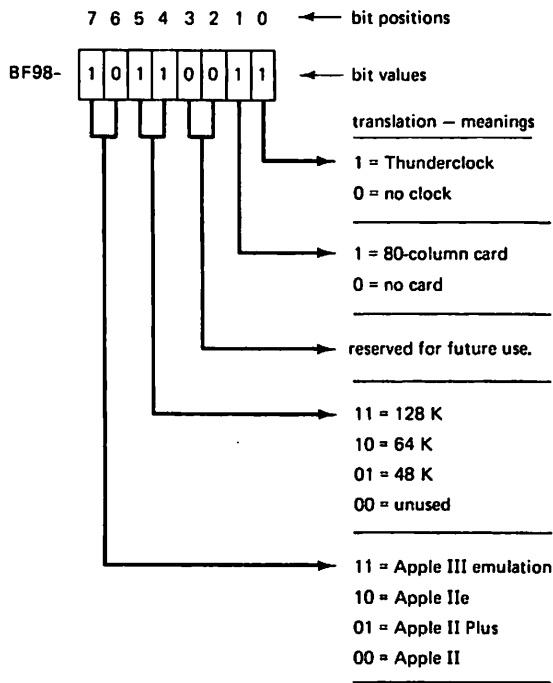 7 6 5 4 3 2 1 0 bit positions
BF98- 1 0 1 1 0 0 1 1 bit values
translation – meanings
1 = Thunderclock
0 = no clock
1 = 80-column card
0 = no card
reserved for future use.
11 = 128 K
10 = 64 K
01 = 48 K
00 = unused
11 = Apple III emulation
10 = Apple IIe
01 = Apple II Plus
00 = Apple II